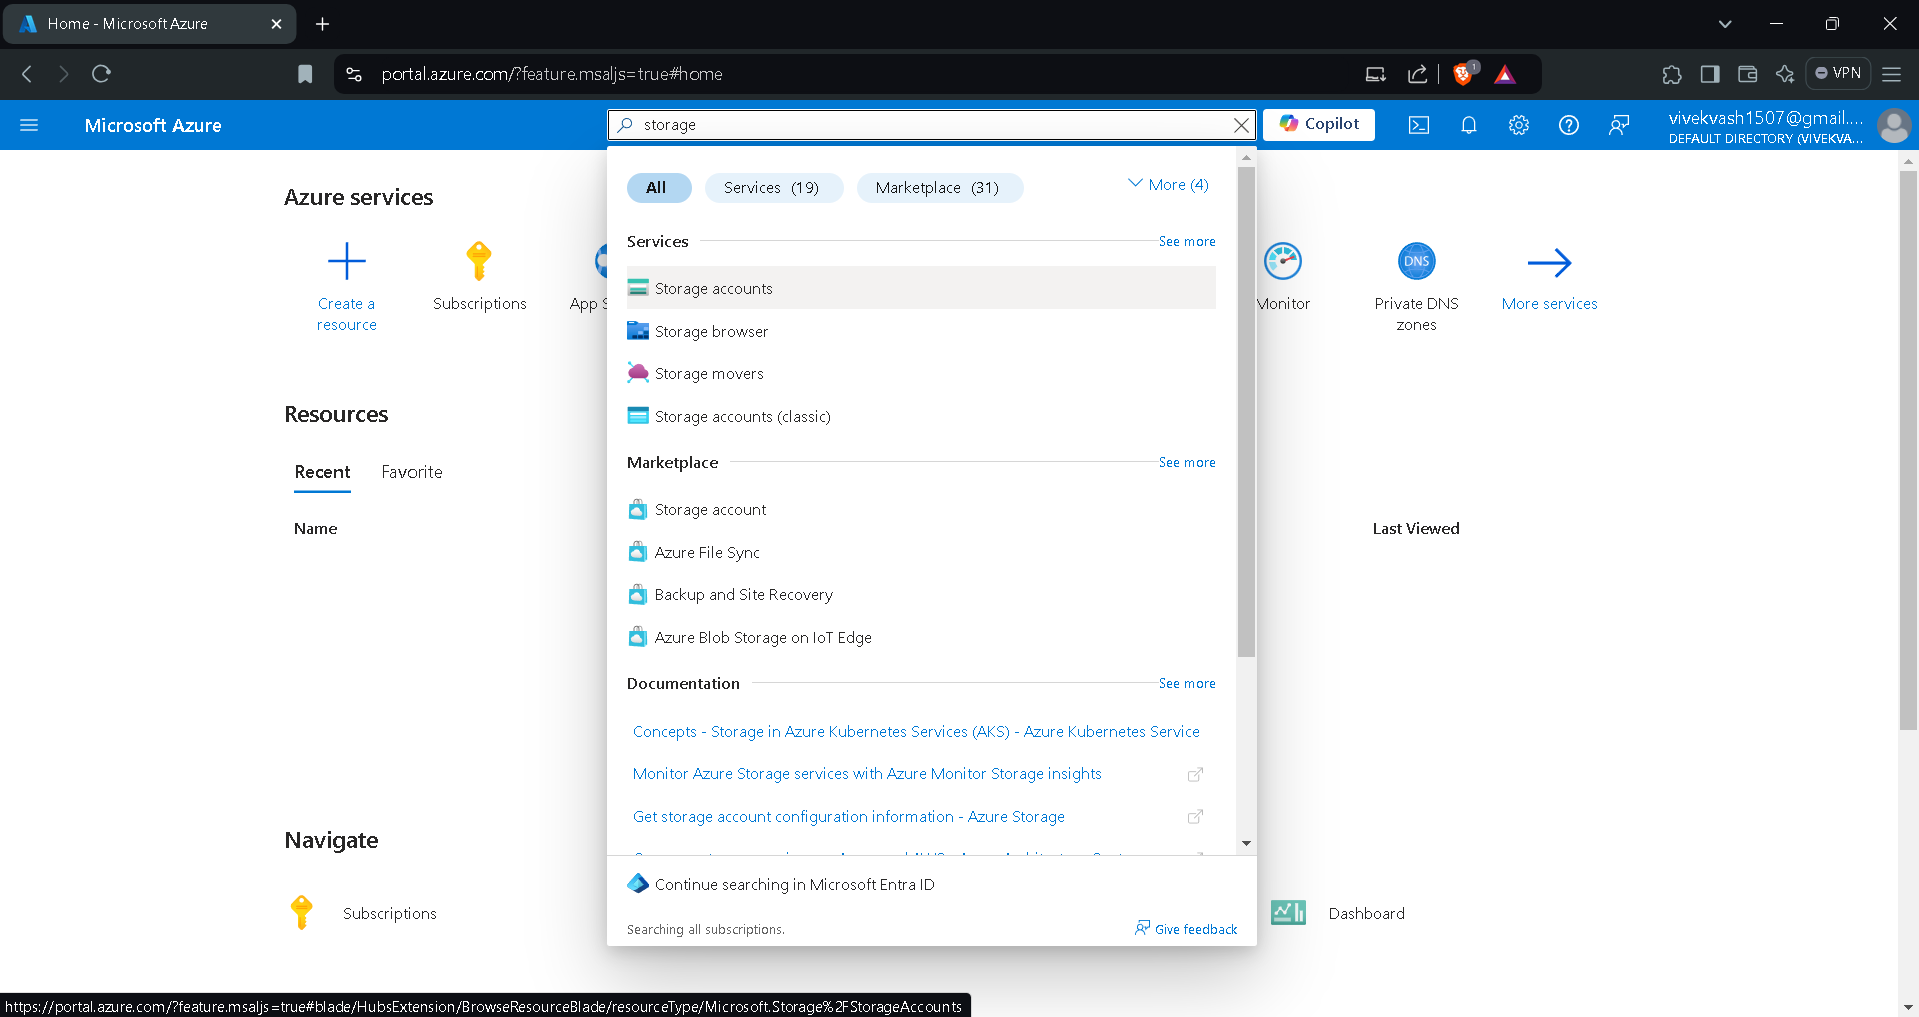 Home - Microsoft Azure
portal.azure.com/?feature.msaljs=true#home
1
VPN
Microsoft Azure
storage
Copilot
vivekvash1507@gmail....
DEFAULT DIRECTORY (VIVEKVA...
All
Services (19)
Marketplace (31)
More (4)
Azure services
Create a resource
Subscriptions
App S
Monitor
DNS
Private DNS zones
More services
Services
See more
Storage accounts
Storage browser
Storage movers
Storage accounts (classic)
Marketplace
See more
Storage account
Azure File Sync
Backup and Site Recovery
Azure Blob Storage on IoT Edge
Documentation
See more
Concepts - Storage in Azure Kubernetes Services (AKS) - Azure Kubernetes Service
Monitor Azure Storage services with Azure Monitor Storage insights
Get storage account configuration information - Azure Storage
Continue searching in Microsoft Entra ID
Searching all subscriptions.
Give feedback
Resources
Recent
Favorite
Name
Last Viewed
Navigate
Subscriptions
Dashboard
https://portal.azure.com/?feature.msaljs=true#blade/HubsExtension/BrowseResourceBlade/resourceType/Microsoft.Storage%2FStorageAccounts